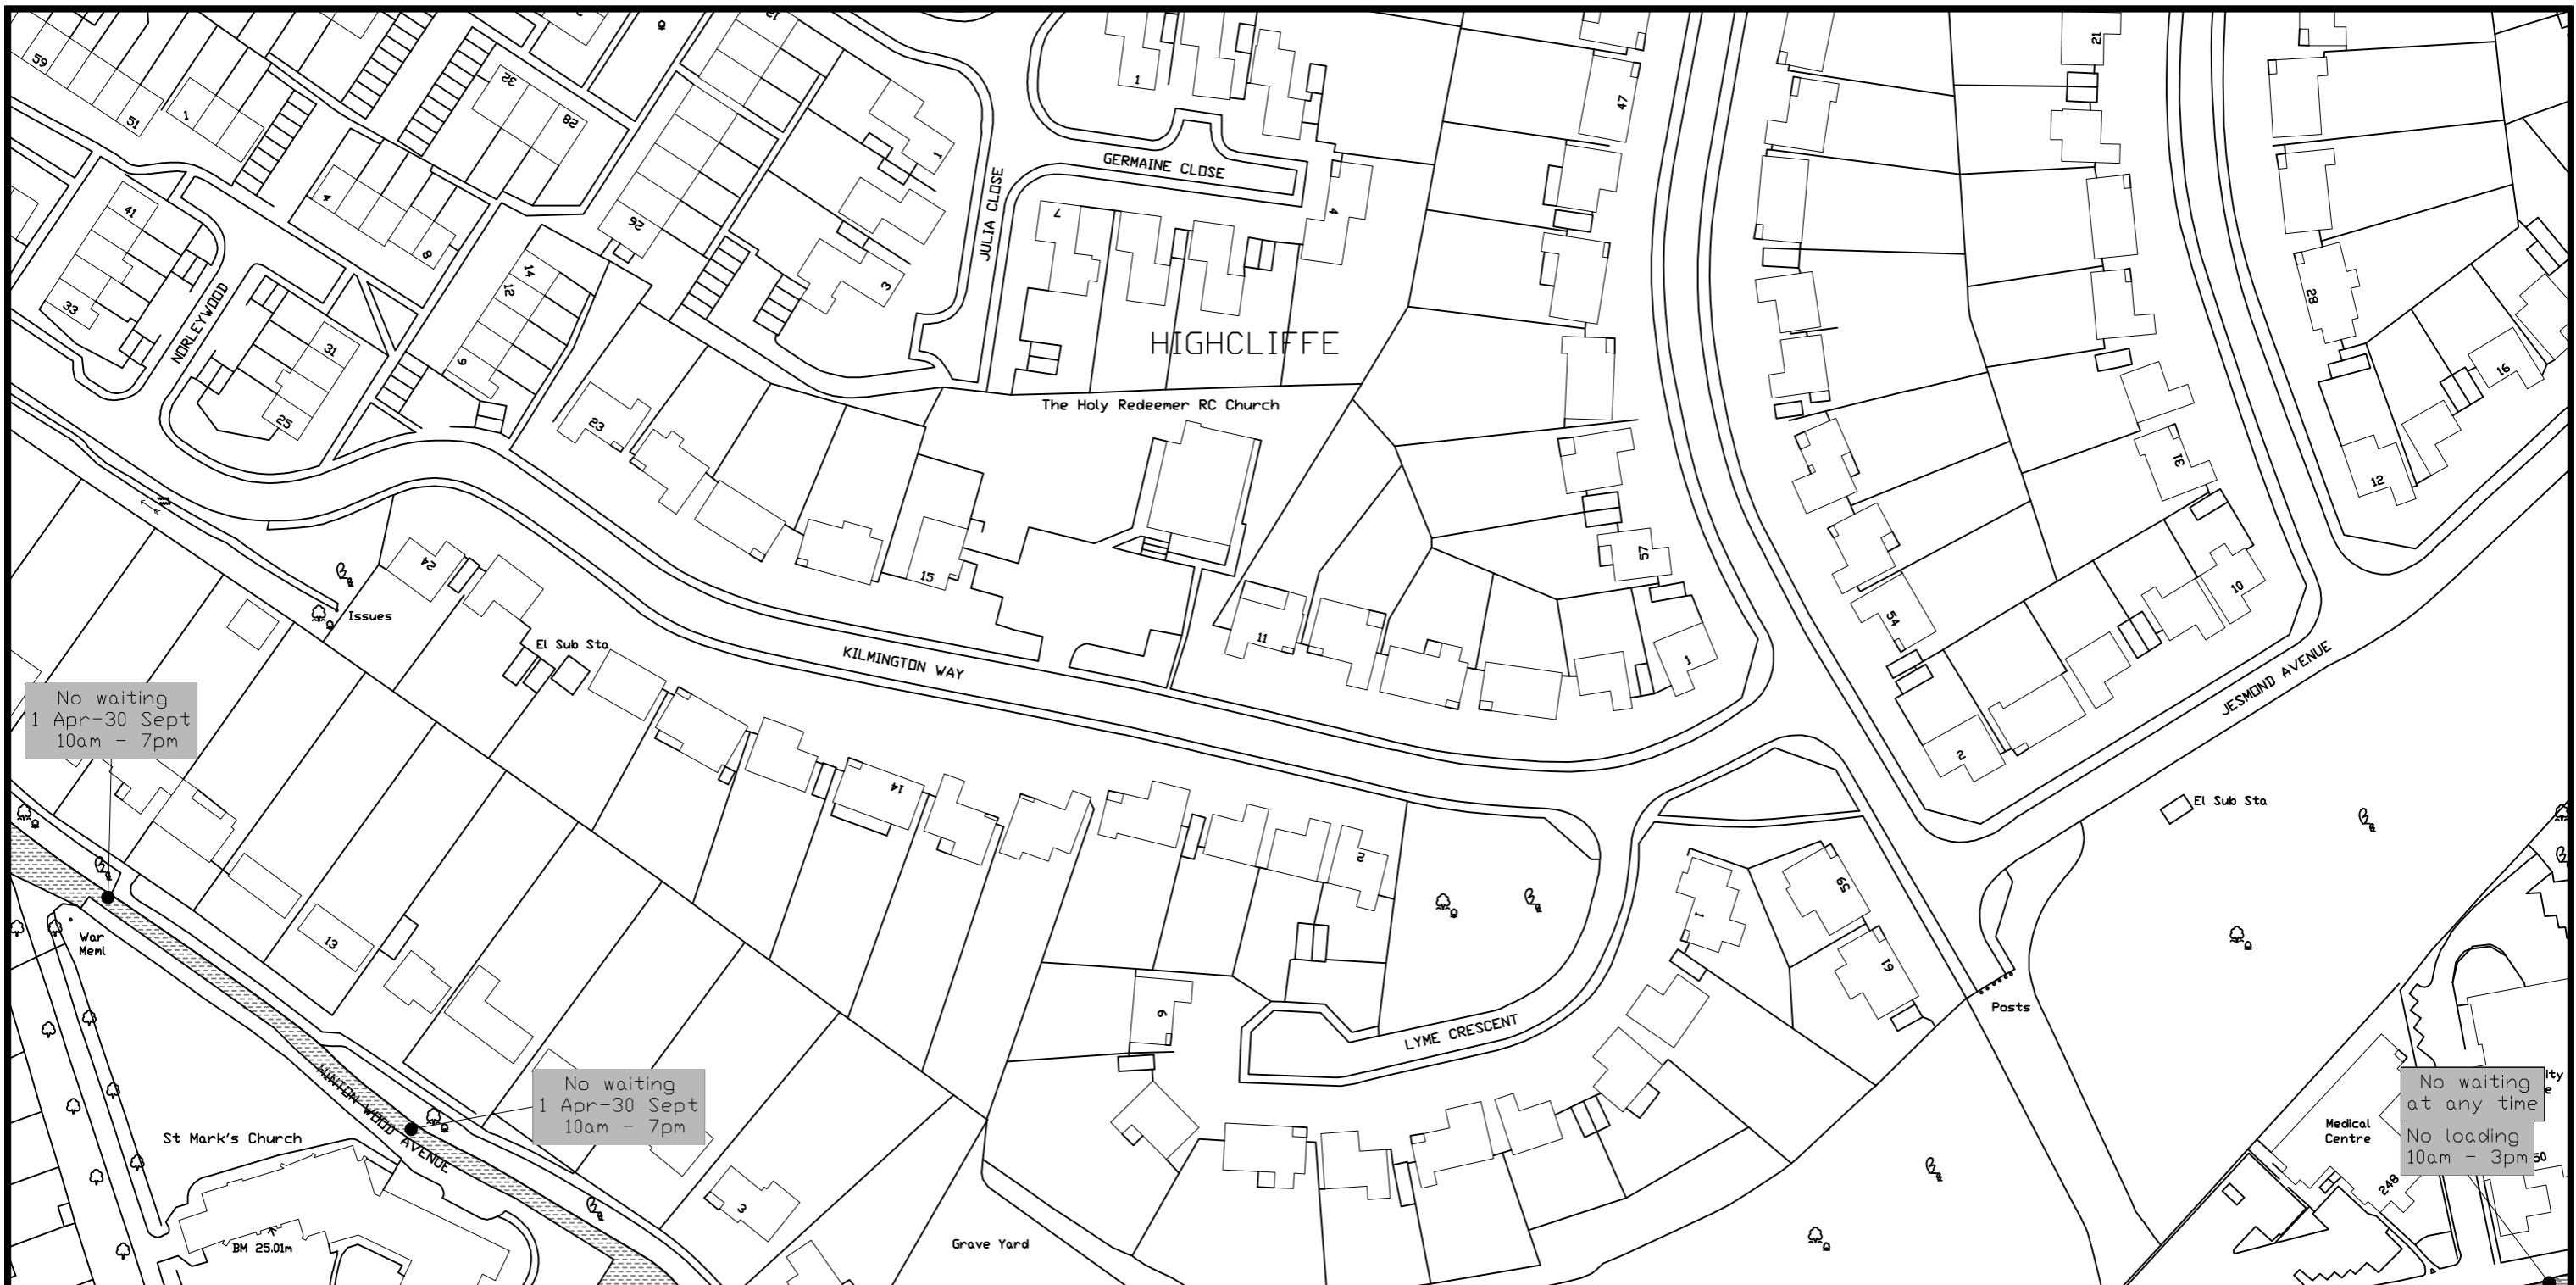 59
51
1
32
28
12
1
47
21
41
33
4
8
26
1
3
JULIA CLOSE
GERMAINE CLOSE
7
4
NORLEYWOOD
14
12
9
31
25
HIGHCLIFFE
28
16
12
The Holy Redeemer RC Church
23
15
11
57
1
31
54
10
2
24
Issues
El Sub Sta
KILMINGTON WAY
JESMOND AVENUE
No waiting
1 Apr-30 Sept
10am - 7pm
14
2
El Sub Sta
13
War
Meml
1
59
61
9
LYME CRESCENT
Posts
HINTON WOOD AVENUE
No waiting
1 Apr-30 Sept
10am - 7pm
St Mark's Church
BM 25.01m
3
Grave Yard
Medical
Centre
248
No waiting
at any time
No loading
10am - 3pm
50